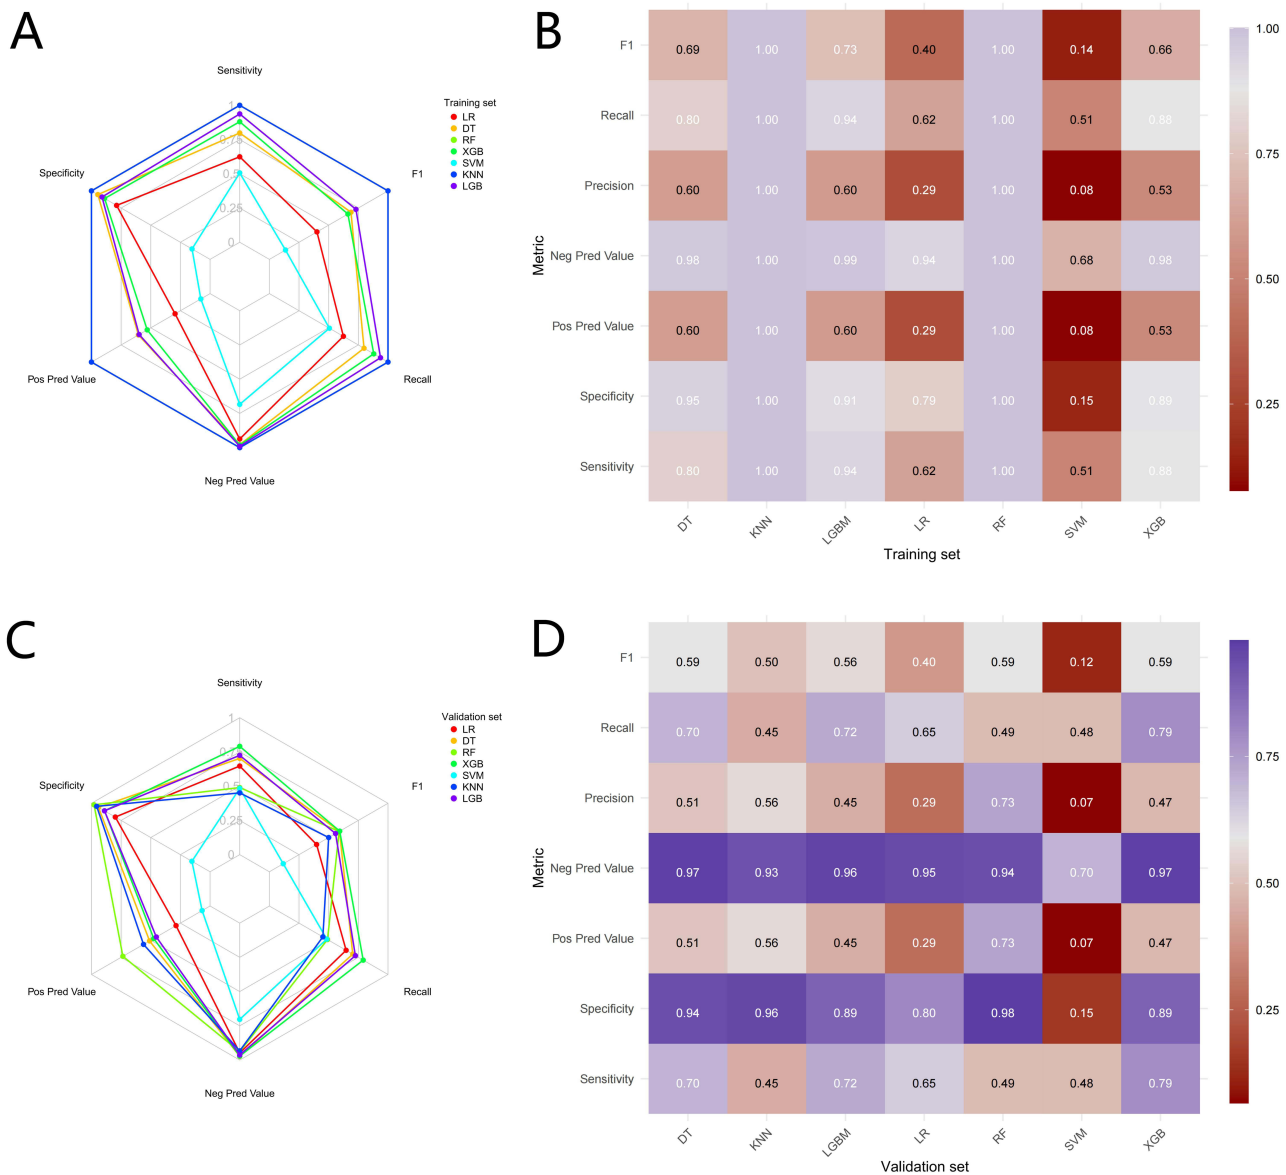 A
Sensitivity
F1
Recall
Neg Pred Value
Pos Pred Value
Specificity
1
0.75
0.5
0.25
0
Training set
LR
DT
RF
XGB
SVM
KNN
LGB
B
Metric
F1 0.69 1.00 0.73 0.40 1.00 0.14 0.66
Recall 0.80 1.00 0.94 0.62 1.00 0.51 0.88
Precision 0.60 1.00 0.60 0.29 1.00 0.08 0.53
Neg Pred Value 0.98 1.00 0.99 0.94 1.00 0.68 0.98
Pos Pred Value 0.60 1.00 0.60 0.29 1.00 0.08 0.53
Specificity 0.95 1.00 0.91 0.79 1.00 0.15 0.89
Sensitivity 0.80 1.00 0.94 0.62 1.00 0.51 0.88
DT KNN LGBM LR RF SVM XGB
Training set
1.00
0.75
0.50
0.25
C
Sensitivity
F1
Recall
Neg Pred Value
Pos Pred Value
Specificity
1
0.5
0.25
0
Validation set
LR
DT
RF
XGB
SVM
KNN
LGB
D
Metric
F1 0.59 0.50 0.56 0.40 0.59 0.12 0.59
Recall 0.70 0.45 0.72 0.65 0.49 0.48 0.79
Precision 0.51 0.56 0.45 0.29 0.73 0.07 0.47
Neg Pred Value 0.97 0.93 0.96 0.95 0.94 0.70 0.97
Pos Pred Value 0.51 0.56 0.45 0.29 0.73 0.07 0.47
Specificity 0.94 0.96 0.89 0.80 0.98 0.15 0.89
Sensitivity 0.70 0.45 0.72 0.65 0.49 0.48 0.79
DT KNN LGBM LR RF SVM XGB
Validation set
0.75
0.50
0.25